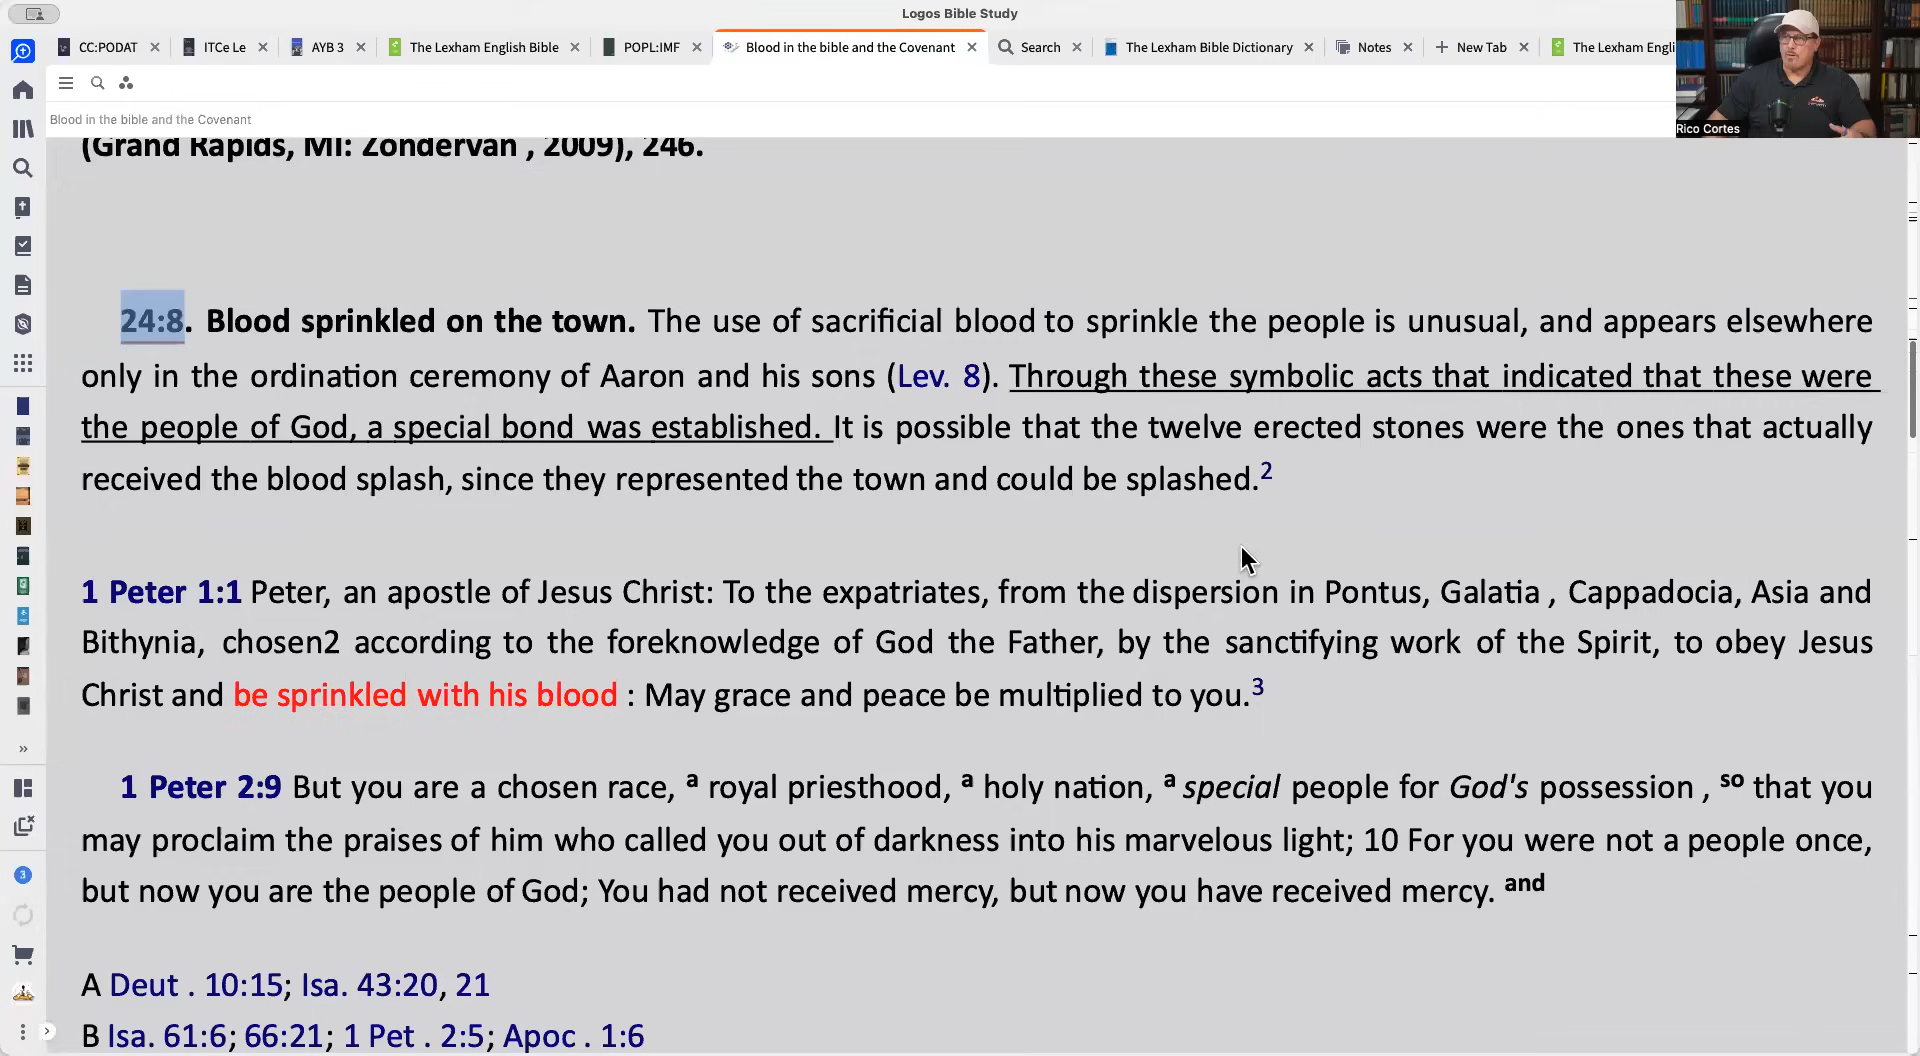 Logos Bible Study
CC:PODAT
ITCe Le
AYB 3
The Lexham English Bible
POPL:IMF
Blood in the bible and the Covenant
Search
The Lexham Bible Dictionary
Notes
New Tab
The Lexham Engli
Rico Cortes
Blood in the bible and the Covenant
(Grand Rapids, MI: Zondervan , 2009), 246.
24:8. Blood sprinkled on the town. The use of sacrificial blood to sprinkle the people is unusual, and appears elsewhere
only in the ordination ceremony of Aaron and his sons (Lev. 8). Through these symbolic acts that indicated that these were
the people of God, a special bond was established. It is possible that the twelve erected stones were the ones that actually
received the blood splash, since they represented the town and could be splashed.2
1 Peter 1:1 Peter, an apostle of Jesus Christ: To the expatriates, from the dispersion in Pontus, Galatia , Cappadocia, Asia and
Bithynia, chosen2 according to the foreknowledge of God the Father, by the sanctifying work of the Spirit, to obey Jesus
Christ and be sprinkled with his blood : May grace and peace be multiplied to you.3
1 Peter 2:9 But you are a chosen race, a royal priesthood, a holy nation, a special people for God's possession , so that you
may proclaim the praises of him who called you out of darkness into his marvelous light; 10 For you were not a people once,
but now you are the people of God; You had not received mercy, but now you have received mercy. and
A Deut . 10:15; Isa. 43:20, 21
B Isa. 61:6; 66:21; 1 Pet . 2:5; Apoc . 1:6
3